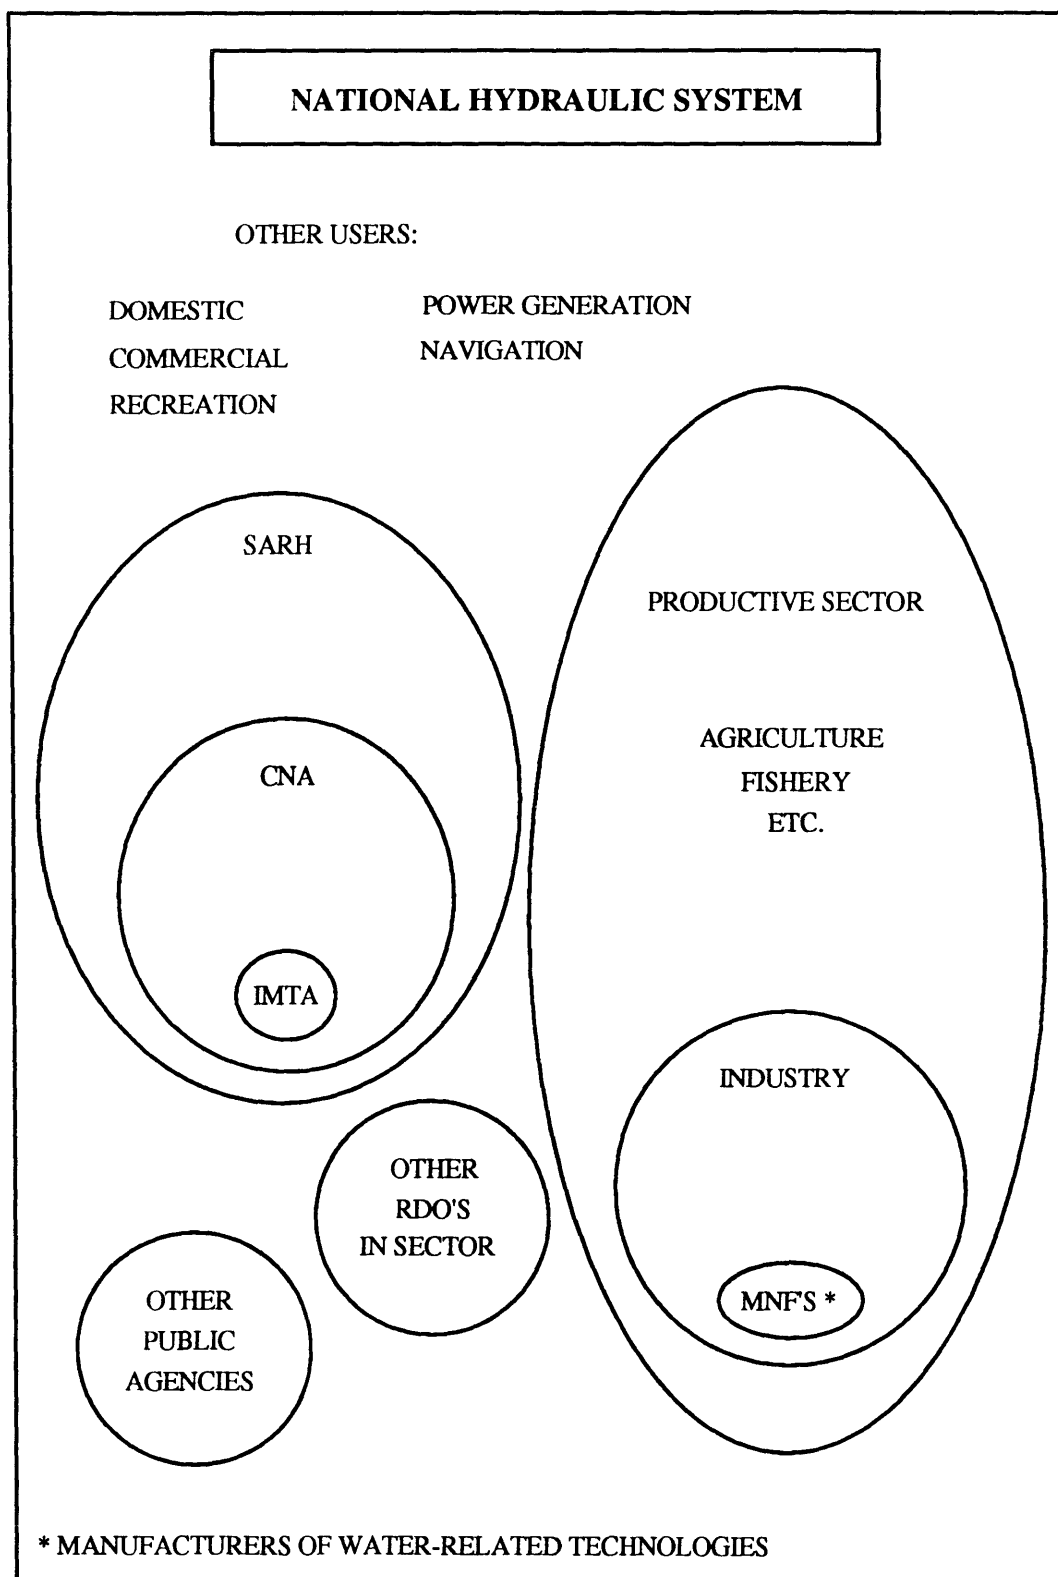 NATIONAL HYDRAULIC SYSTEM
OTHER USERS:
DOMESTIC
COMMERCIAL
RECREATION
POWER GENERATION
NAVIGATION
SARH
CNA
IMTA
PRODUCTIVE SECTOR
AGRICULTURE
FISHERY
ETC.
INDUSTRY
MNF'S *
OTHER
RDO'S
IN SECTOR
OTHER
PUBLIC
AGENCIES
* MANUFACTURERS OF WATER-RELATED TECHNOLOGIES